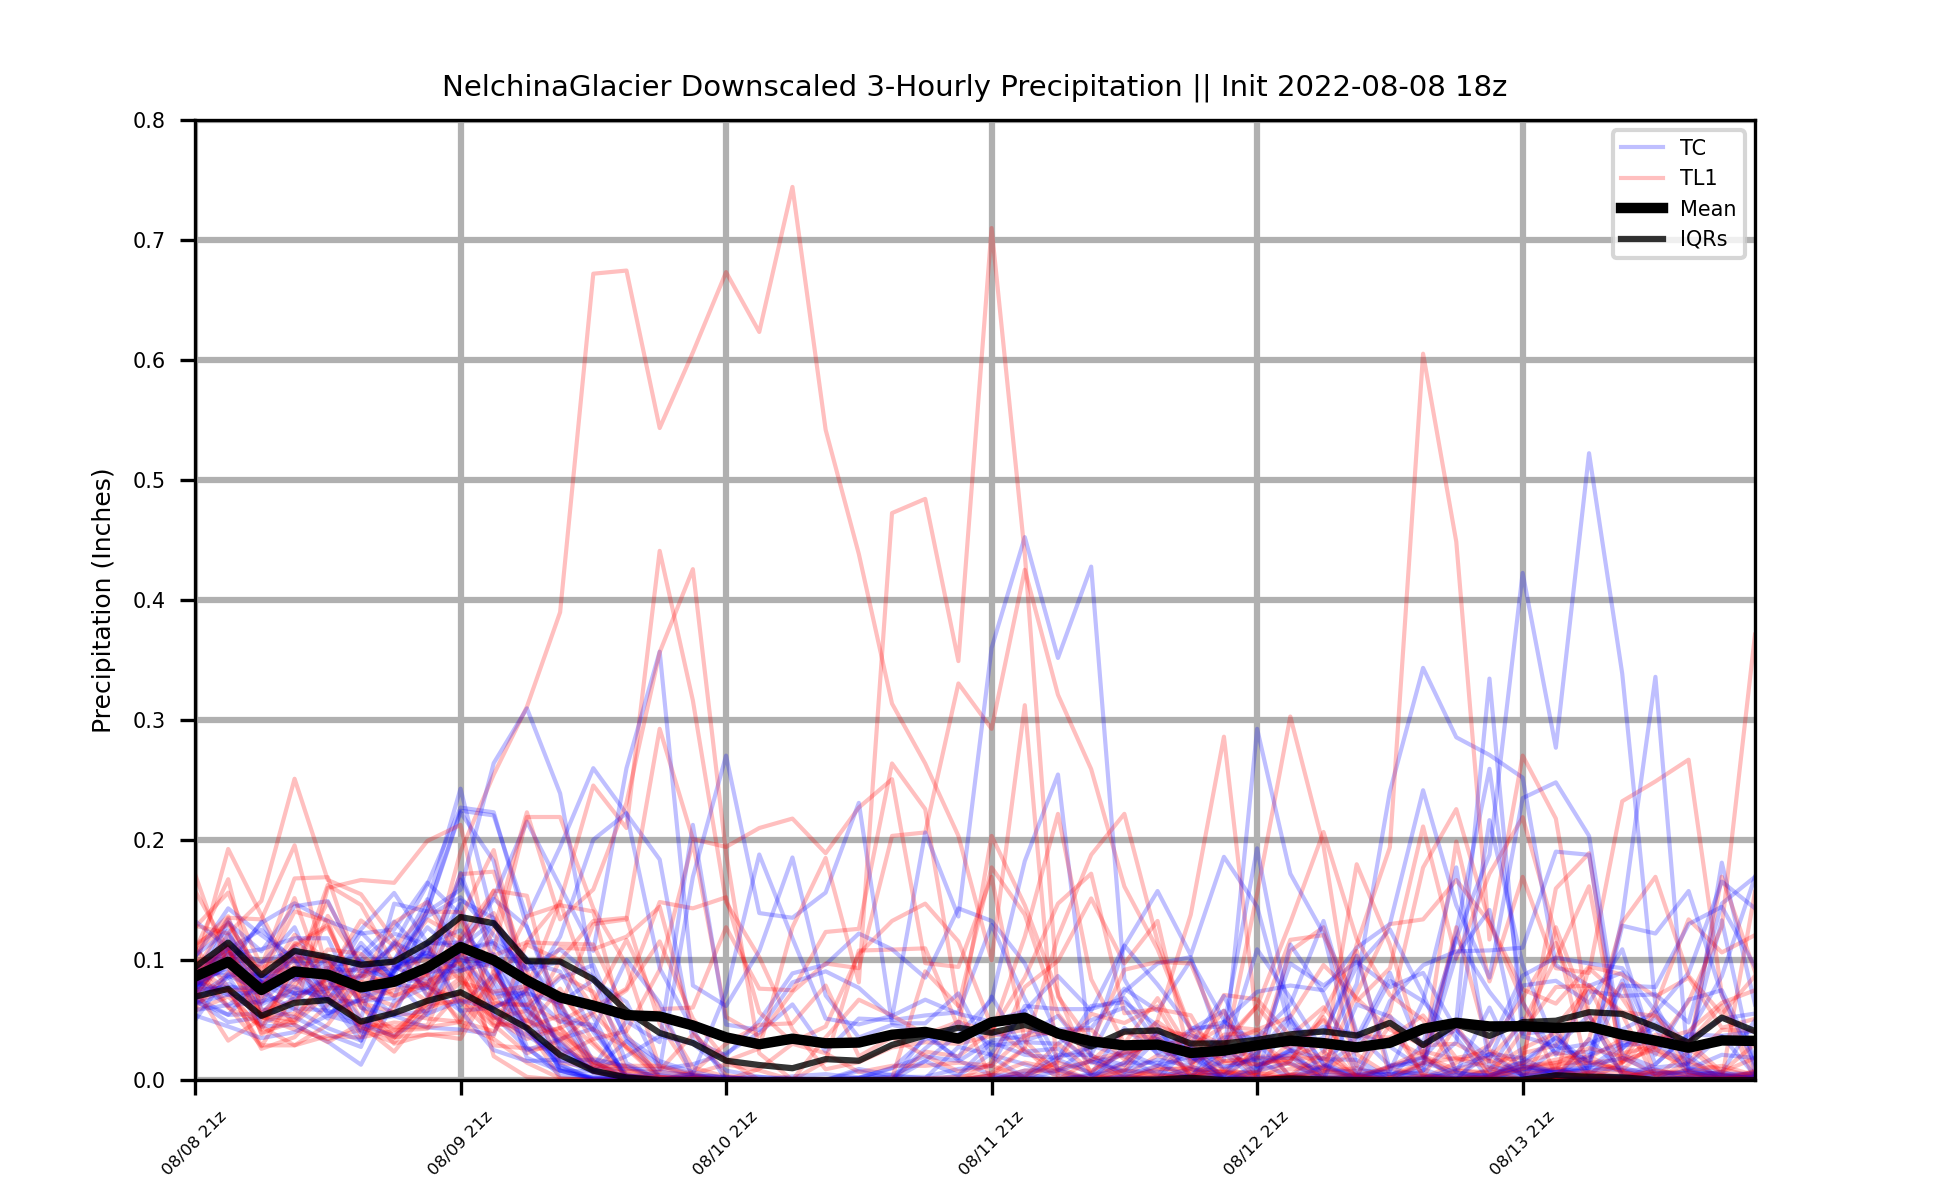 NelchinaGlacier Downscaled 3-Hourly Precipitation || Init 2022-08-08 18z
TC
TL1
Mean
IQRs
Precipitation (Inches)
0.8
0.7
0.6
0.5
0.4
0.3
0.2
0.1
0.0
08/08 21z
08/09 21z
08/10 21z
08/11 21z
08/12 21z
08/13 21z